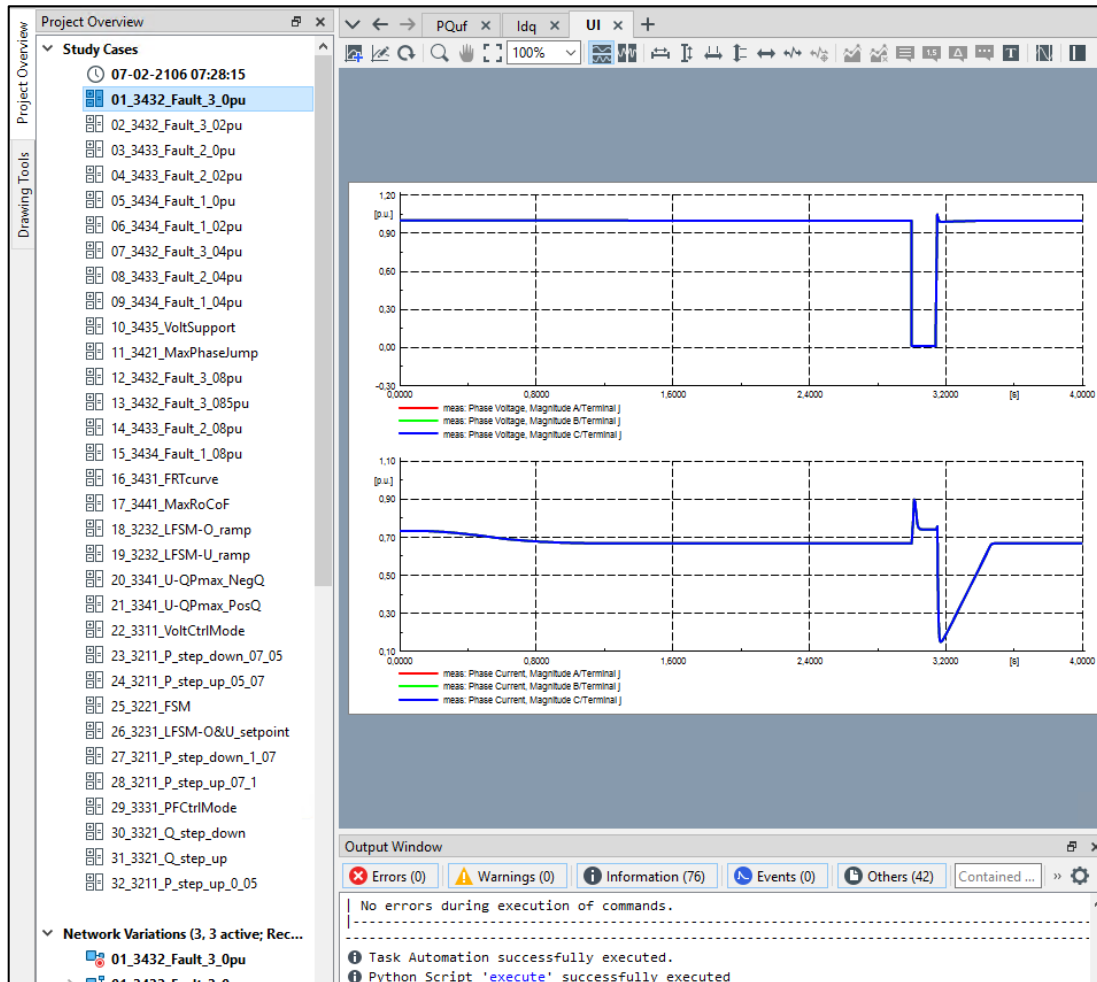 Project Overview
Drawing Tools
Project Overview
Study Cases
07-02-2106 07:28:15
01_3432_Fault_3_0pu
02_3432_Fault_3_02pu
03_3433_Fault_2_0pu
04_3433_Fault_2_02pu
05_3434_Fault_1_0pu
06_3434_Fault_1_02pu
07_3432_Fault_3_04pu
08_3433_Fault_2_04pu
09_3434_Fault_1_04pu
10_3435_VoltSupport
11_3421_MaxPhaseJump
12_3432_Fault_3_08pu
13_3432_Fault_3_085pu
14_3433_Fault_2_08pu
15_3434_Fault_1_08pu
16_3431_FRTcurve
17_3441_MaxRoCoF
18_3232_LFSM-O_ramp
19_3232_LFSM-U_ramp
20_3341_U-QPmax_NegQ
21_3341_U-QPmax_PosQ
22_3311_VoltCtrlMode
23_3211_P_step_down_07_05
24_3211_P_step_up_05_07
25_3221_FSM
26_3231_LFSM-O&U_setpoint
27_3211_P_step_down_1_07
28_3211_P_step_up_07_1
29_3331_PFCtrlMode
30_3321_Q_step_down
31_3321_Q_step_up
32_3211_P_step_up_0_05
Network Variations (3, 3 active; Rec...
01_3432_Fault_3_0pu
PQuf
Idq
UI
100%
1.5
T
1,20
[p.u.]
0,90
0,60
0,30
0,00
-0,30
0,0000 0,8000 1,6000 2,4000 3,2000 [s] 4,0000
meas: Phase Voltage, Magnitude A/Terminal j
meas: Phase Voltage, Magnitude B/Terminal j
meas: Phase Voltage, Magnitude C/Terminal j
1,10
[p.u.]
0,90
0,70
0,50
0,30
0,10
0,0000 0,8000 1,6000 2,4000 3,2000 [s] 4,0000
meas: Phase Current, Magnitude A/Terminal j
meas: Phase Current, Magnitude B/Terminal j
meas: Phase Current, Magnitude C/Terminal j
Output Window
Errors (0) Warnings (0) Information (76) Events (0) Others (42) Contained ...
| No errors during execution of commands.
Task Automation successfully executed.
Python Script 'execute' successfully executed